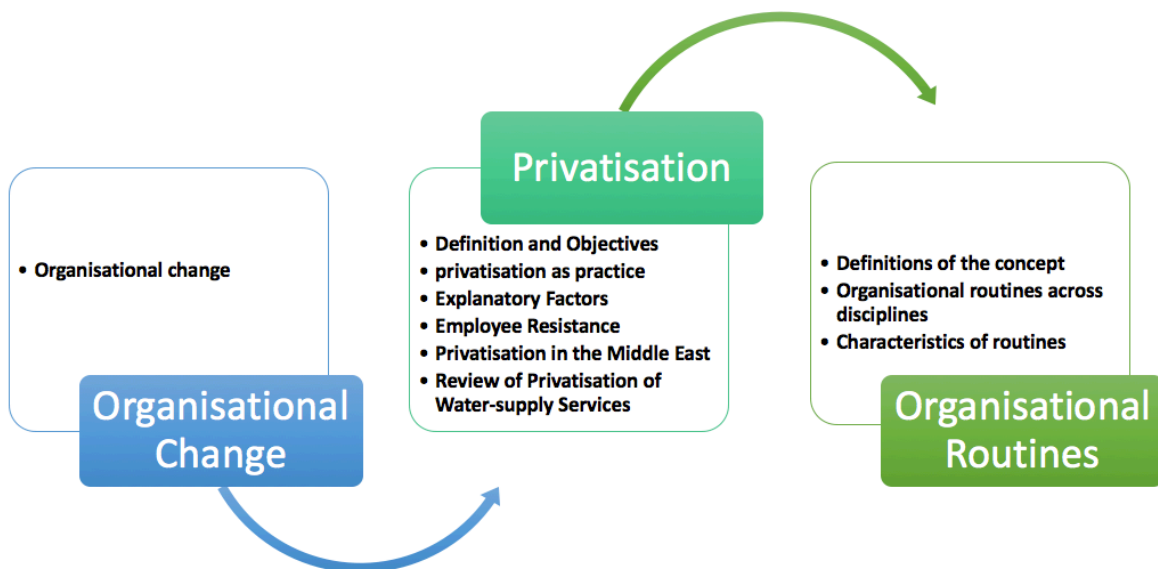 • Organisational change
Organisational
Change
Privatisation
• Definition and Objectives
• privatisation as practice
• Explanatory Factors
• Employee Resistance
• Privatisation in the Middle East
• Review of Privatisation of
Water-supply Services
• Definitions of the concept
• Organisational routines across
disciplines
• Characteristics of routines
Organisational
Routines